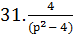 31. 4/(p² − 4)